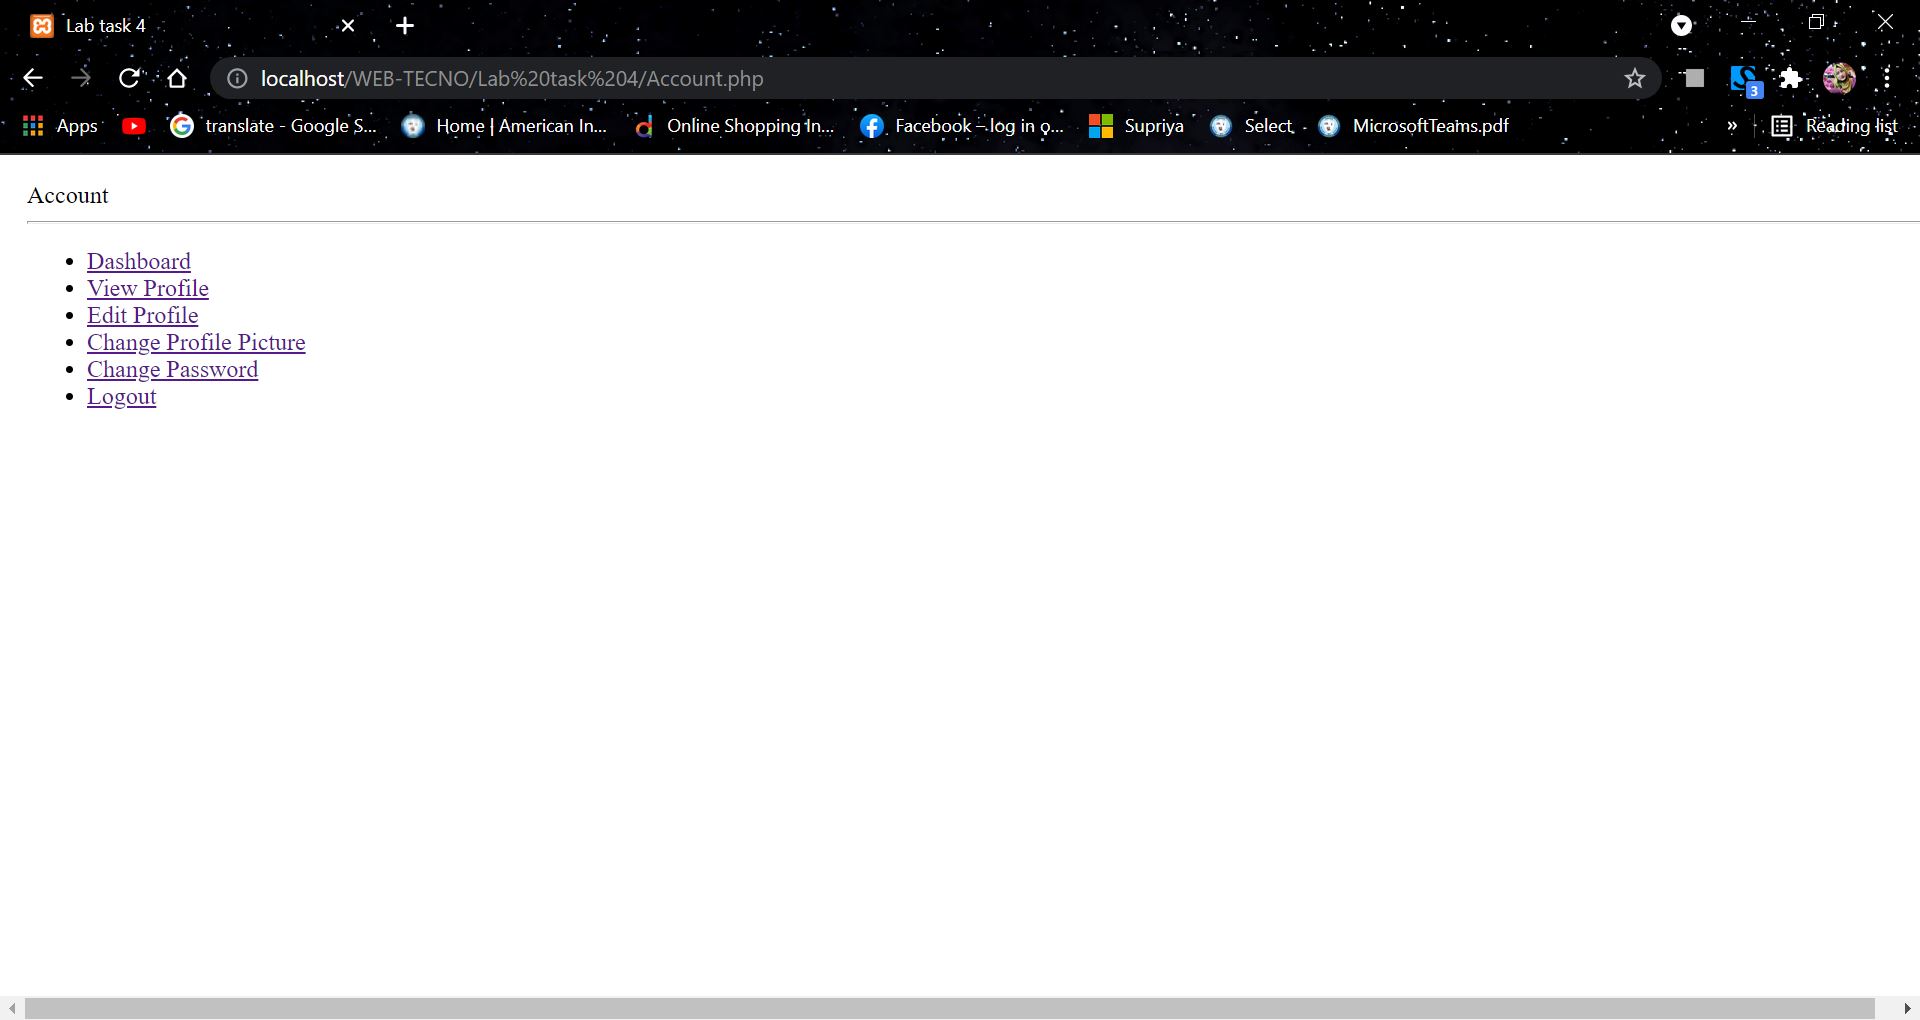 Lab task 4
localhost/WEB-TECNO/Lab%20task%204/Account.php
3
Apps translate - Google S... Home | American In... Online Shopping In... Facebook – log in o... Supriya Select MicrosoftTeams.pdf » Reading list
Account
Dashboard
View Profile
Edit Profile
Change Profile Picture
Change Password
Logout